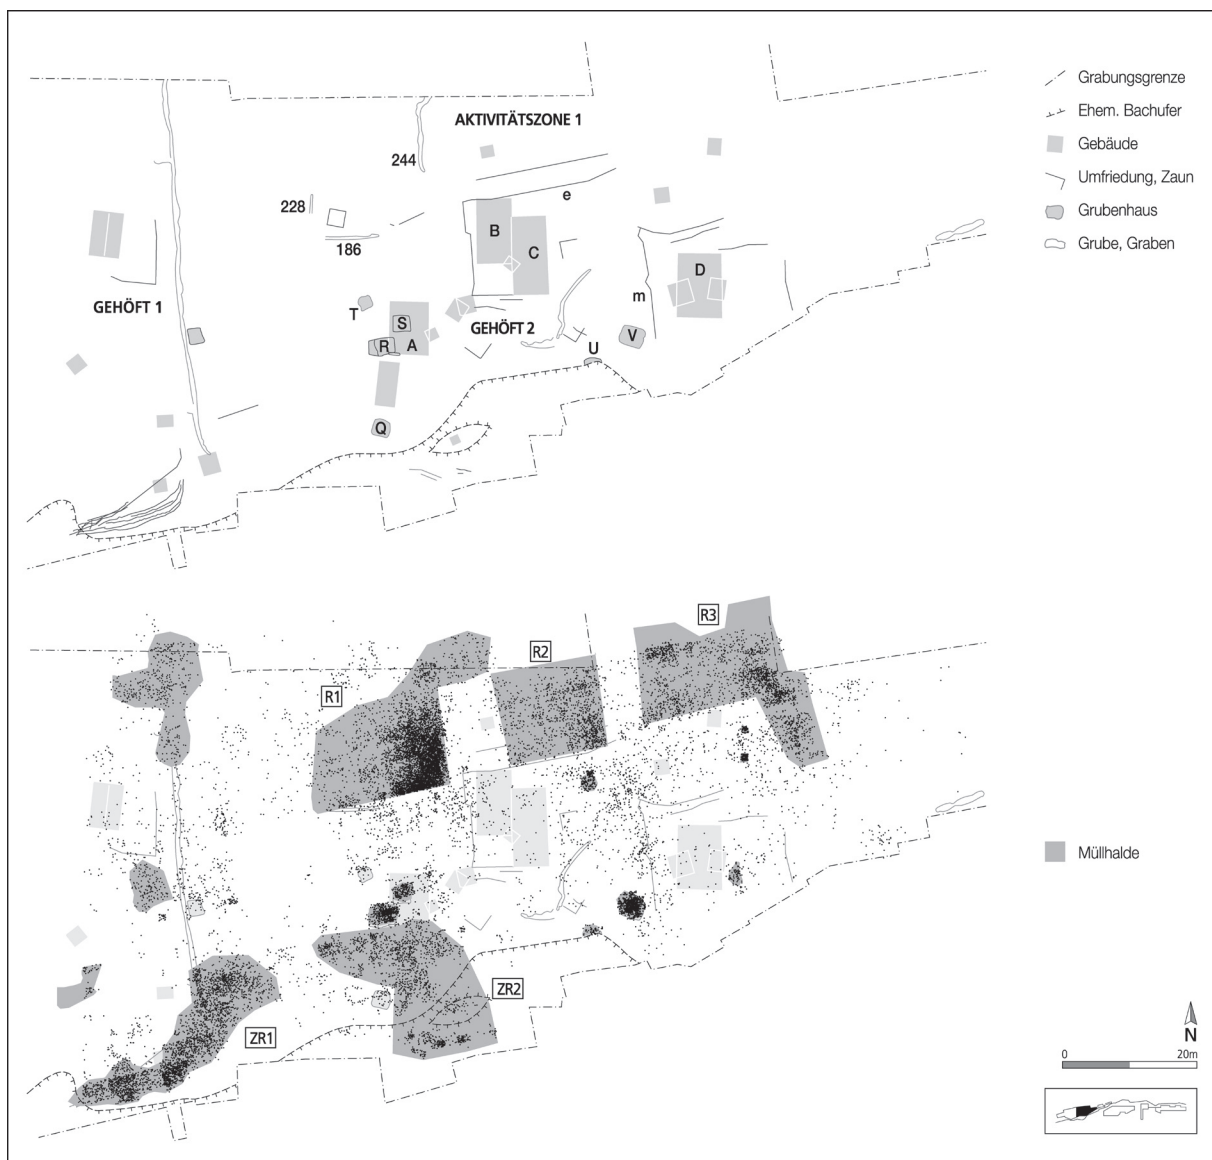 AKTIVITÄTSZONE 1
244
228
186
e
B
C
D
m
GEHÖFT 1
T
S
R
A
GEHÖFT 2
U
V
Q
Grabungsgrenze
Ehem. Bachufer
Gebäude
Umfriedung, Zaun
Grubenhaus
Grube, Graben
R3
R2
R1
ZR2
ZR1
Müllhalde
N
0 20m